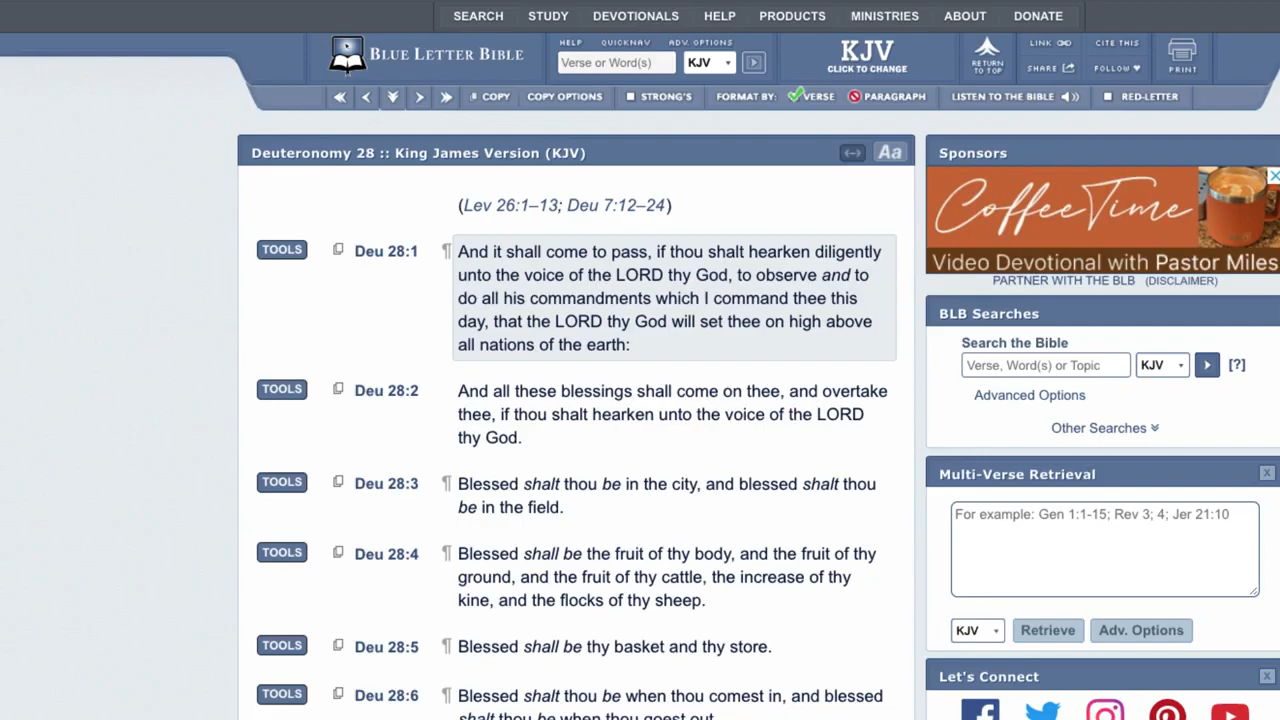 SEARCH STUDY DEVOTIONALS HELP PRODUCTS MINISTRIES ABOUT DONATE
BLUE LETTER BIBLE
HELP QUICKNAV ADV. OPTIONS
Verse or Word(s) KJV
KJV
CLICK TO CHANGE
RETURN
TO TOP
LINK CITE THIS
SHARE FOLLOW
PRINT
COPY COPY OPTIONS STRONG'S FORMAT BY: VERSE PARAGRAPH LISTEN TO THE BIBLE RED-LETTER
Deuteronomy 28 :: King James Version (KJV) Aa
(Lev 26:1–13; Deu 7:12–24)
TOOLS Deu 28:1 ¶ And it shall come to pass, if thou shalt hearken diligently
unto the voice of the LORD thy God, to observe and to
do all his commandments which I command thee this
day, that the LORD thy God will set thee on high above
all nations of the earth:
TOOLS Deu 28:2 And all these blessings shall come on thee, and overtake
thee, if thou shalt hearken unto the voice of the LORD
thy God.
TOOLS Deu 28:3 ¶ Blessed shalt thou be in the city, and blessed shalt thou
be in the field.
TOOLS Deu 28:4 ¶ Blessed shall be the fruit of thy body, and the fruit of thy
ground, and the fruit of thy cattle, the increase of thy
kine, and the flocks of thy sheep.
TOOLS Deu 28:5 ¶ Blessed shall be thy basket and thy store.
TOOLS Deu 28:6 ¶ Blessed shalt thou be when thou comest in, and blessed
shalt thou be when thou goest out.
Sponsors
CoffeeTime
Video Devotional with Pastor Miles
PARTNER WITH THE BLB (DISCLAIMER)
BLB Searches
Search the Bible
Verse, Word(s) or Topic KJV [?]
Advanced Options
Other Searches
Multi-Verse Retrieval x
For example: Gen 1:1-15; Rev 3; 4; Jer 21:10
KJV Retrieve Adv. Options
Let's Connect x